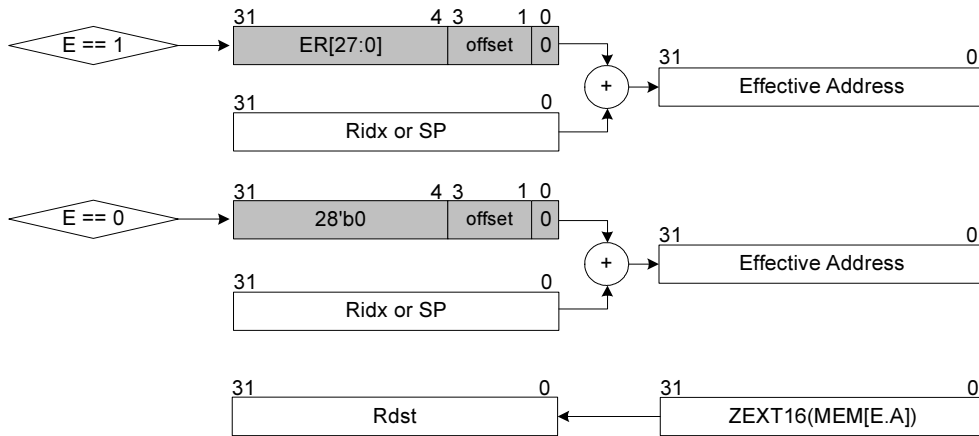 31 4 3 1 0
E == 1 ER[27:0] offset 0
31 0
+ Effective Address
31 0
Ridx or SP
31 4 3 1 0
E == 0 28'b0 offset 0
31 0
+ Effective Address
31 0
Ridx or SP
31 0 31 0
Rdst ZEXT16(MEM[E.A])